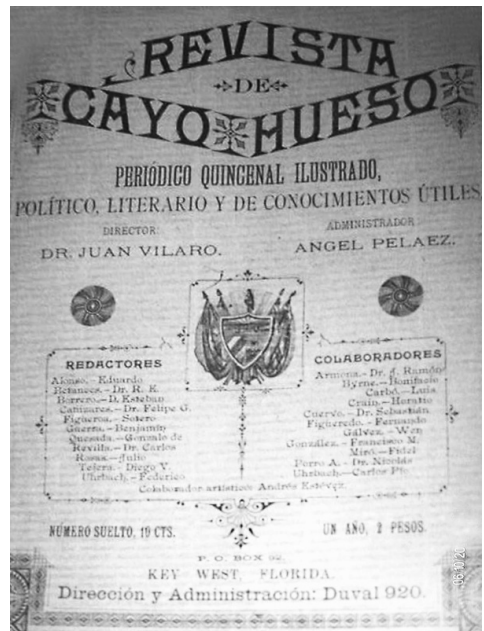 REVISTA
DE
CAYO HUESO
PERIÓDICO QUINCENAL ILUSTRADO,
POLÍTICO, LITERARIO Y DE CONOCIMIENTOS ÚTILES
DIRECTOR
DR. JUAN VILARO.
ADMINISTRADOR
ANGEL PELAEZ.
REDACTORES
Alonso.-Eduardo
Betances.-Dr. R. E.
Borrero.-D. Esteban
Cañizares.-Dr. Felipe G.
Figueroa.-Sotero
Guerra.-Benjamín
Quesada.-Gonzalo de
Revilla.-Dr. Carlos
Rosas.-Julio
Tejera.-Diego V.
Uhrbach.-Federico
COLABORADORES
Armona.-Dr. J. Ramón
Byrne.-Bonifacio
Carbó.-Luis
Crain.-Horatio
Cuervo.-Dr. Sebastián
Figueredo.-Fernando
Gálvez.-Wen
González.-Francisco M.
Miró.-Fidel
Porro A.-Dr. Nicolás
Uhrbach.-Carlos Pío
Colaborador artístico: Andrés Estévez.
NÚMERO SUELTO, 10 CTS.
UN AÑO, 2 PESOS.
P. O. BOX
KEY WEST, FLORIDA.
Dirección y Administración: Duval 920.